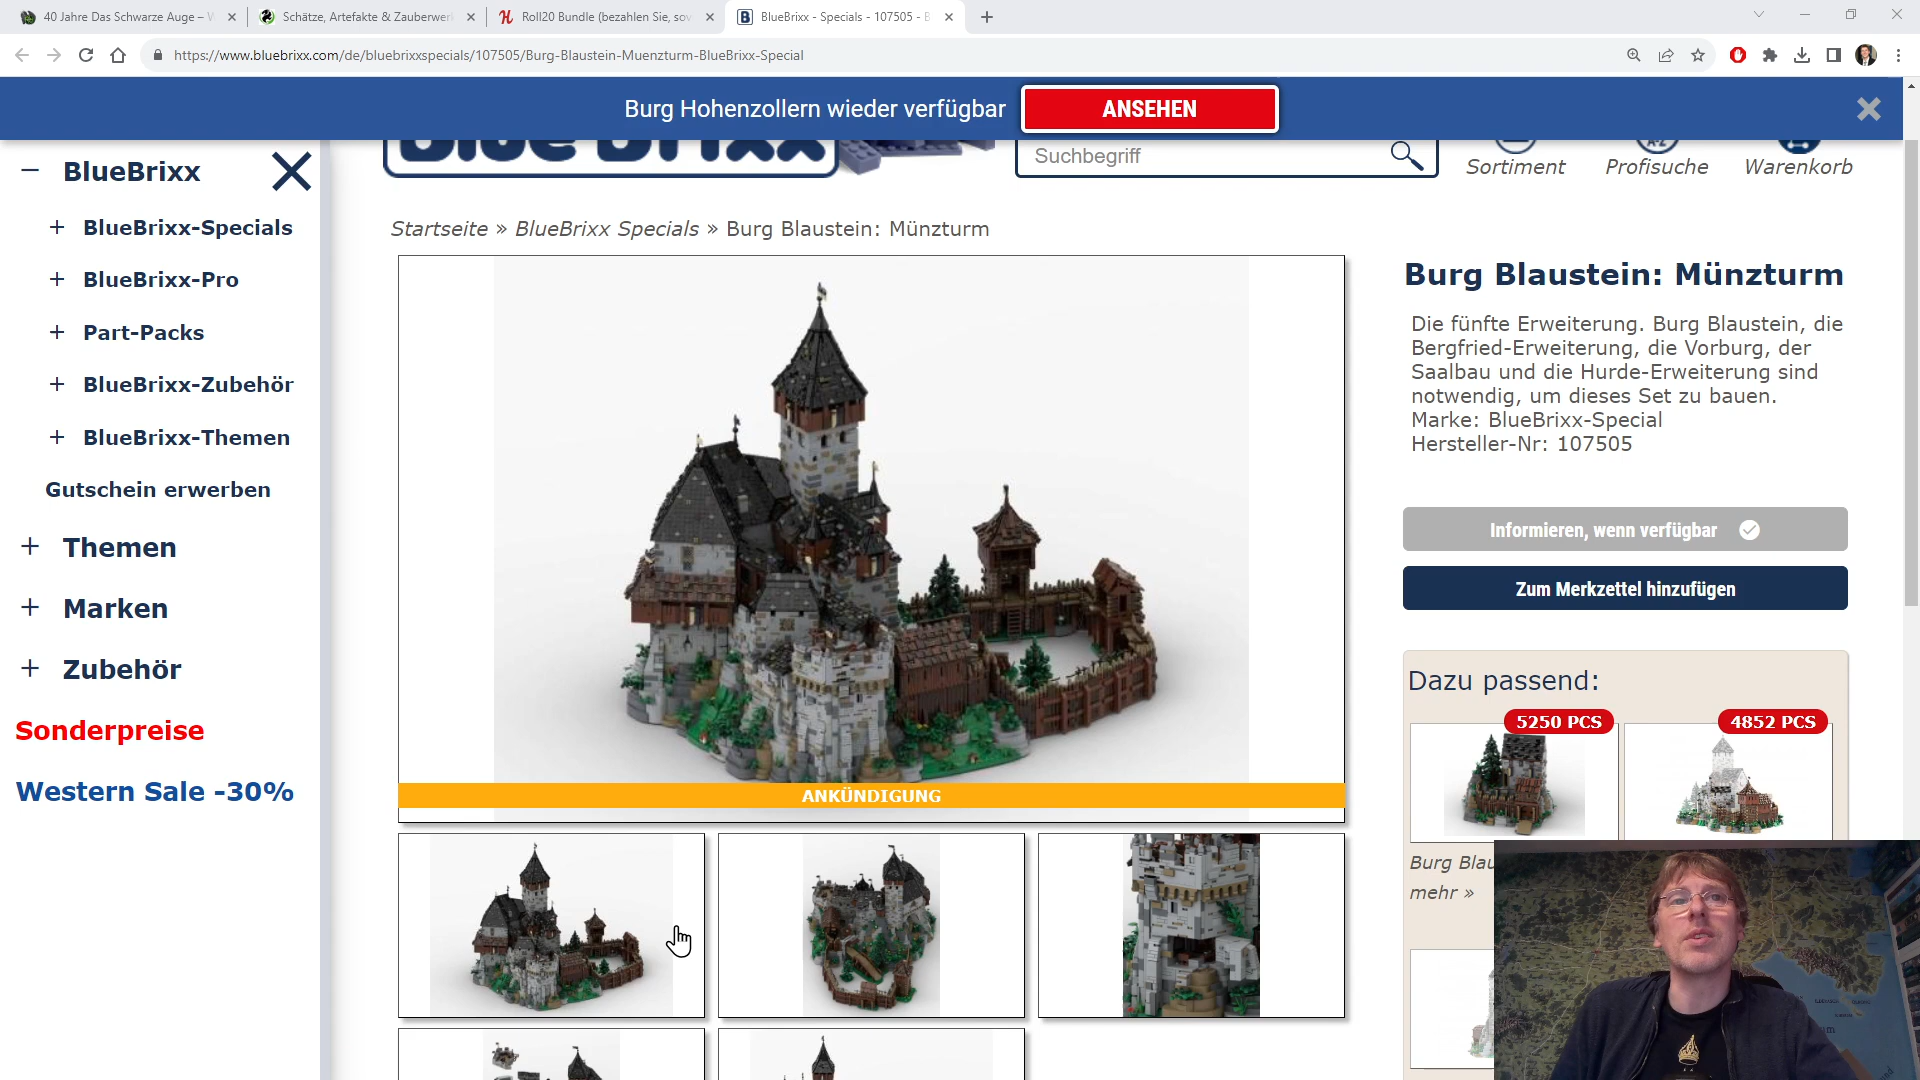 40 Jahre Das Schwarze Auge –
Schätze, Artefakte & Zauberwerk
Roll20 Bundle (bezahlen Sie, sov
BlueBrixx - Specials - 107505 - B
https://www.bluebrixx.com/de/bluebrixxspecials/107505/Burg-Blaustein-Muenzturm-BlueBrixx-Special
Burg Hohenzollern wieder verfügbar
ANSEHEN
BlueBrixx
Blue Brixx
Suchbegriff
A-Z
Sortiment
Profisuche
Warenkorb
BlueBrixx-Specials
BlueBrixx-Pro
Part-Packs
BlueBrixx-Zubehör
BlueBrixx-Themen
Gutschein erwerben
Themen
Marken
Zubehör
Sonderpreise
Western Sale -30%
Startseite » BlueBrixx Specials » Burg Blaustein: Münzturm
ANKÜNDIGUNG
Burg Blaustein: Münzturm
Die fünfte Erweiterung. Burg Blaustein, die
Bergfried-Erweiterung, die Vorburg, der
Saalbau und die Hurde-Erweiterung sind
notwendig, um dieses Set zu bauen.
Marke: BlueBrixx-Special
Hersteller-Nr: 107505
Informieren, wenn verfügbar
Zum Merkzettel hinzufügen
Dazu passend:
5250 PCS
4852 PCS
Burg Blau
mehr »